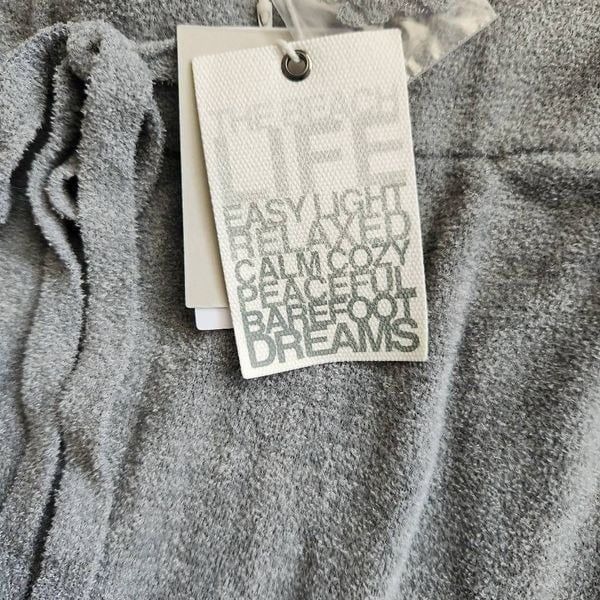 THE BEACH
LIFE
EASY LIGHT
RELAXED
CALM COZY
PEACEFUL
BAREFOOT
DREAMS